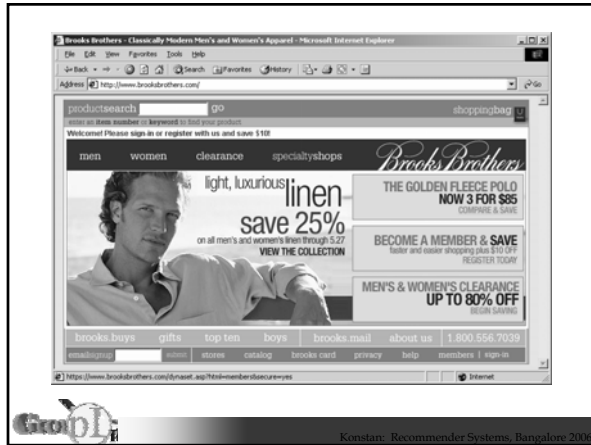 Brooks Brothers - Classically Modern Men's and Women's Apparel - Microsoft Internet Explorer
File Edit View Favorites Tools Help
Back Search Favorites History
Address http://www.brooksbrothers.com/ Go
productsearch go shoppingbag
enter an item number or keyword to find your product.
Welcome! Please sign-in or register with us and save $10!
men women clearance specialtyshops Brooks Brothers
light, luxurious linen
save 25%
on all men's and women's linen through 5.27
VIEW THE COLLECTION
THE GOLDEN FLEECE POLO
NOW 3 FOR $85
COMPARE & SAVE
BECOME A MEMBER & SAVE
faster and easier shopping plus $10 OFF
REGISTER TODAY
MEN'S & WOMEN'S CLEARANCE
UP TO 80% OFF
BEGIN SAVING
brooks.buys gifts top ten boys brooks.mail about us 1.800.556.7039
emailsignup submit stores catalog brooks card privacy help members | sign-in
https://www.brooksbrothers.com/dynaset.asp?html=members&secure=yes Internet
Konstan: Recommender Systems, Bangalore 2006